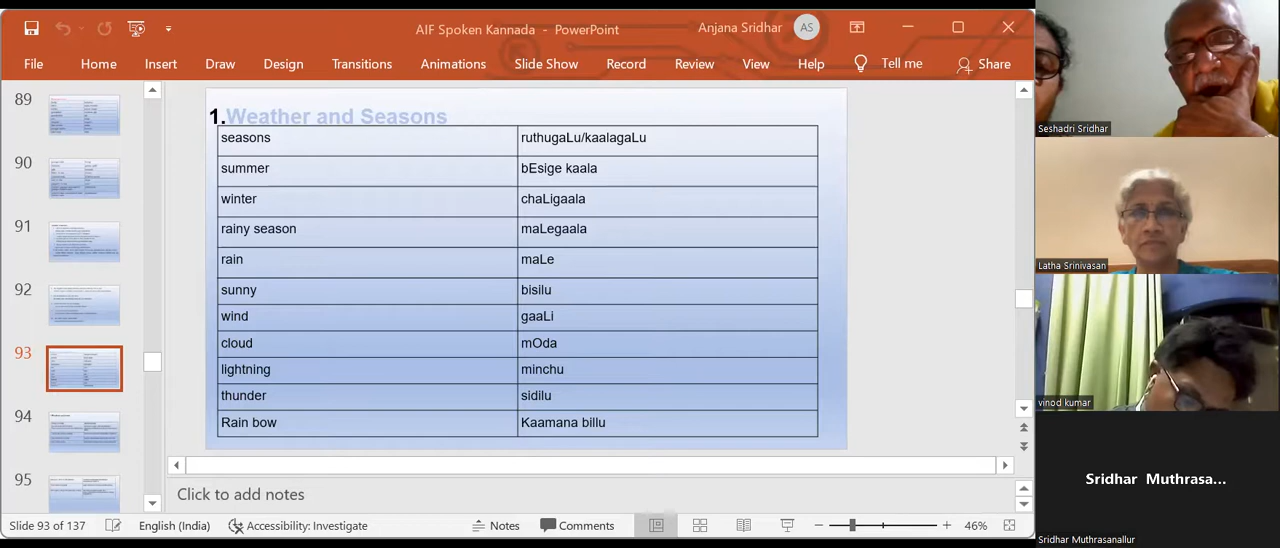 AIF Spoken Kannada - PowerPoint
Anjana Sridhar AS
File Home Insert Draw Design Transitions Animations Slide Show Record Review View Help Tell me Share
89
90
91
92
93
94
95
1.Weather and Seasons
seasons ruthugaLu/kaalagaLu
summer bEsige kaala
winter chaLigaala
rainy season maLegaala
rain maLe
sunny bisilu
wind gaaLi
cloud mOda
lightning minchu
thunder sidilu
Rain bow Kaamana billu
Click to add notes
Slide 93 of 137 English (India) Accessibility: Investigate Notes Comments 46%
Seshadri Sridhar
Latha Srinivasan
vinod kumar
Sridhar Muthrasa...
Sridhar Muthrasanallur